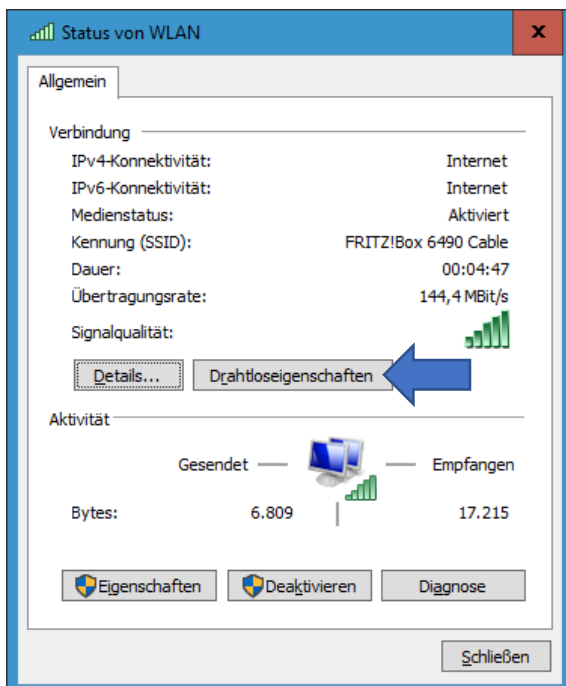 Status von WLAN
Allgemein
Verbindung
IPv4-Konnektivität: Internet
IPv6-Konnektivität: Internet
Medienstatus: Aktiviert
Kennung (SSID): FRITZ!Box 6490 Cable
Dauer: 00:04:47
Übertragungsrate: 144,4 MBit/s
Signalqualität:
Details... Drahtloseigenschaften
Aktivität
Gesendet Empfangen
Bytes: 6.809 17.215
Eigenschaften Deaktivieren Diagnose
Schließen